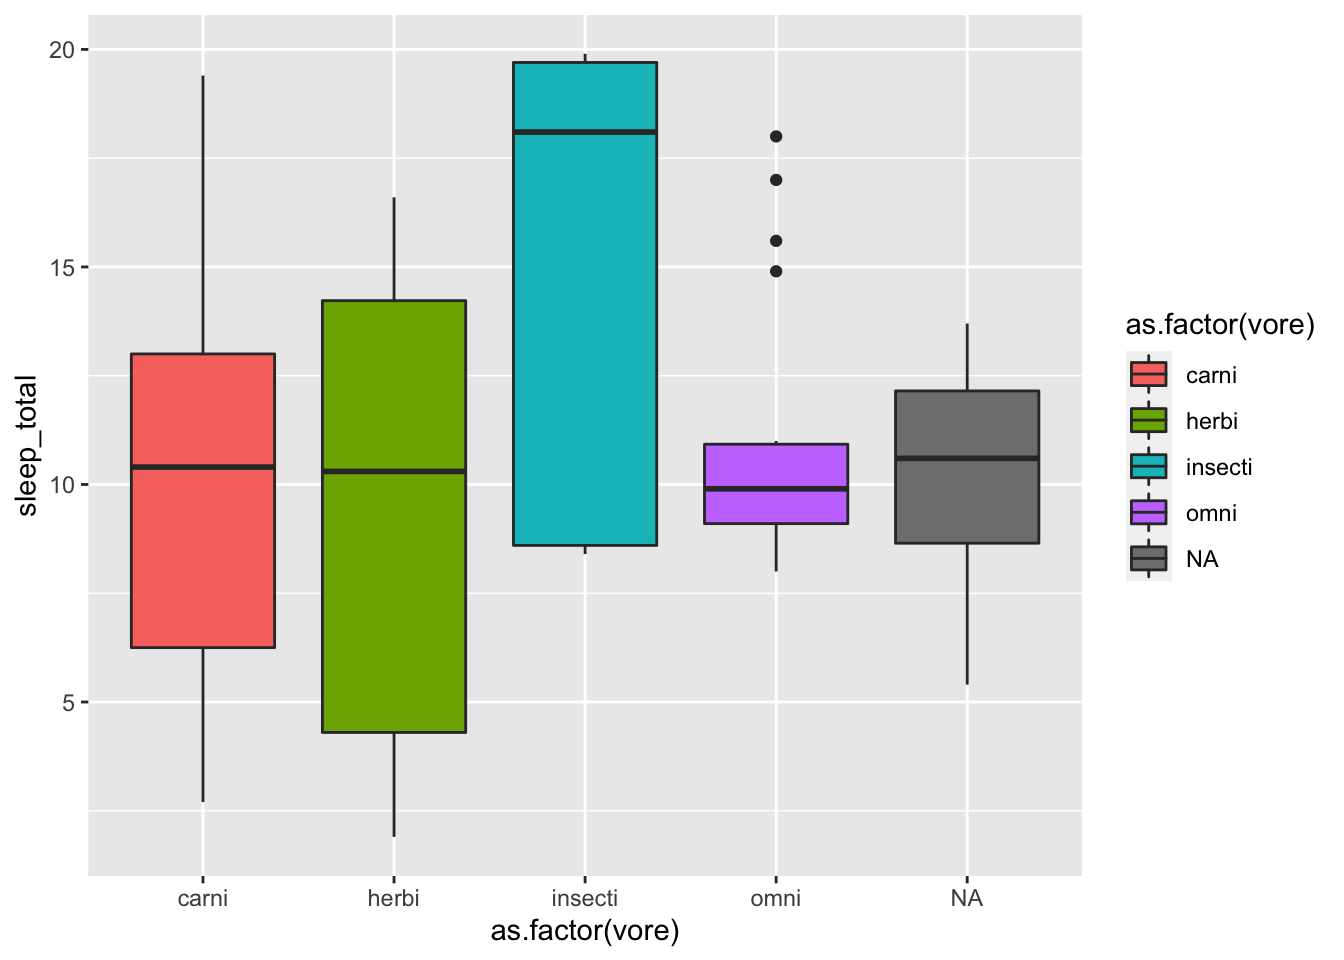 20
15
10
5
sleep_total
carni
herbi
insecti
omni
NA
as.factor(vore)
as.factor(vore)
carni
herbi
insecti
omni
NA